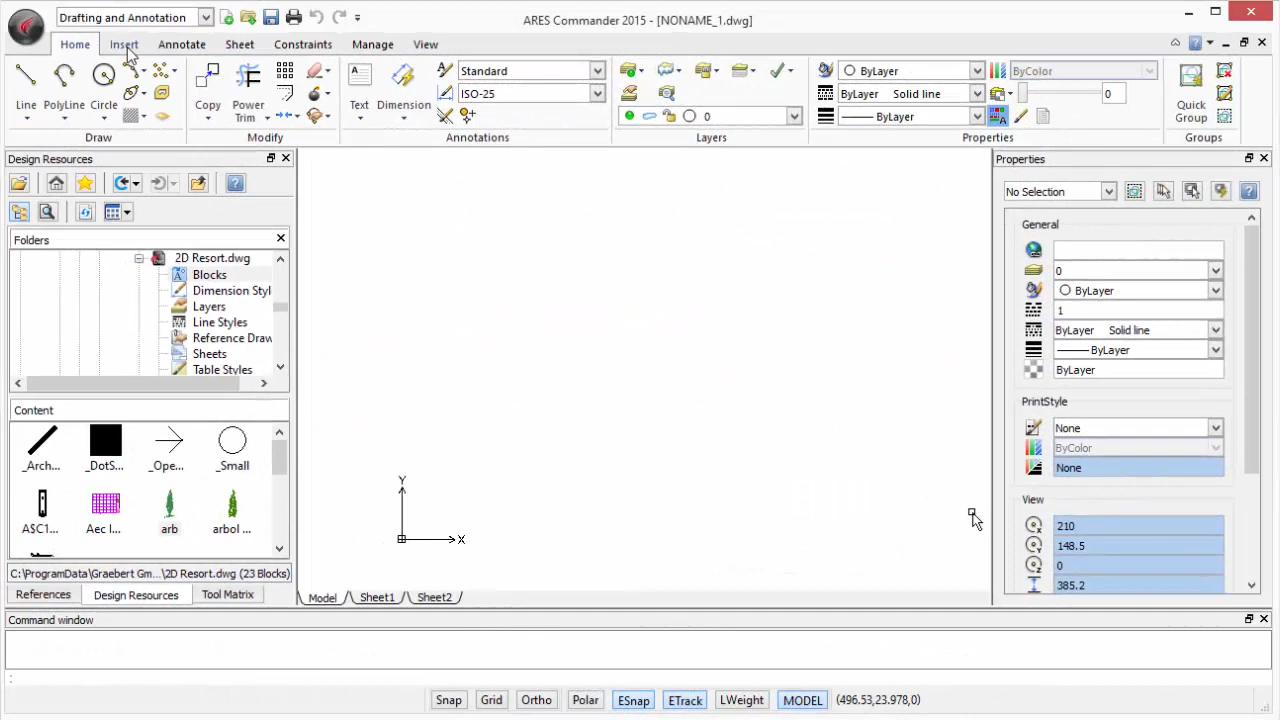 Drafting and Annotation
ARES Commander 2015 - [NONAME_1.dwg]
Home Insert Annotate Sheet Constraints Manage View
Standard
ByLayer
ByColor
ISO-25
ByLayer Solid line
0
Line PolyLine Circle Copy Power Trim Text Dimension
0
ByLayer
Quick Group
Draw Modify Annotations Layers Properties Groups
Design Resources
Folders
2D Resort.dwg
Blocks
Dimension Styl
Layers
Line Styles
Reference Draw
Sheets
Table Styles
Content
_Arch... _DotS... _Ope... _Small
A$C1... Aec I... arb arbol ...
C:\ProgramData\Graebert Gm...\2D Resort.dwg (23 Blocks)
References Design Resources Tool Matrix
Y
X
Model Sheet1 Sheet2
Properties
No Selection
General
0
ByLayer
1
ByLayer Solid line
ByLayer
ByLayer
PrintStyle
None
ByColor
None
View
210
148.5
0
385.2
Command window
:
Snap Grid Ortho Polar ESnap ETrack LWeight MODEL (496.53,23.978,0)